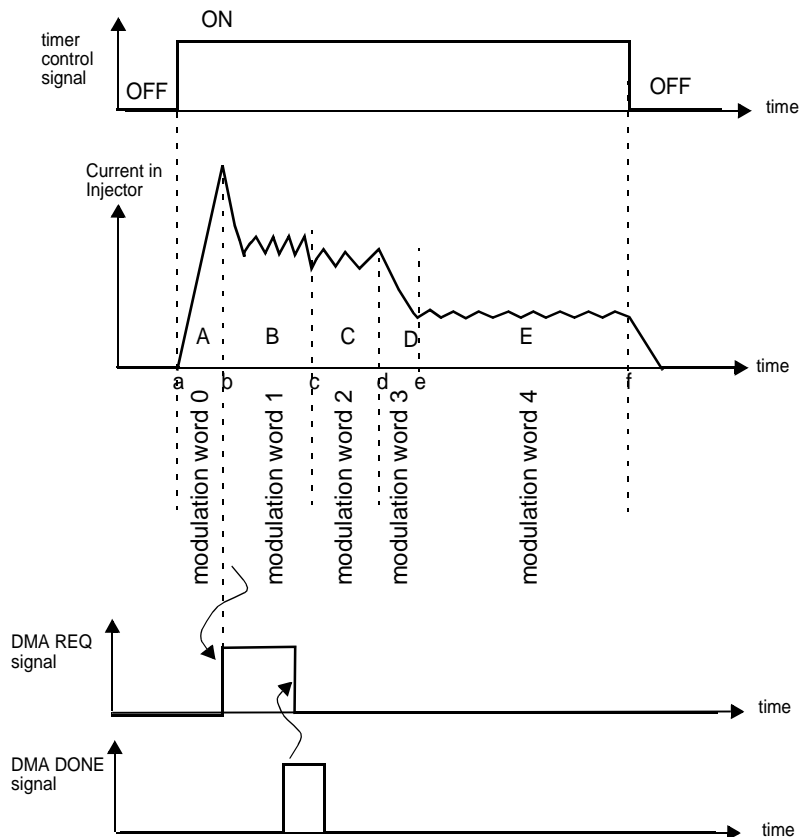 ON
timer
control
signal
OFF
OFF
time
Current in
Injector
A
B
C
D
E
time
a
b
c
d
e
f
modulation word 0
modulation word 1
modulation word 2
modulation word 3
modulation word 4
DMA REQ
signal
time
DMA DONE
signal
time